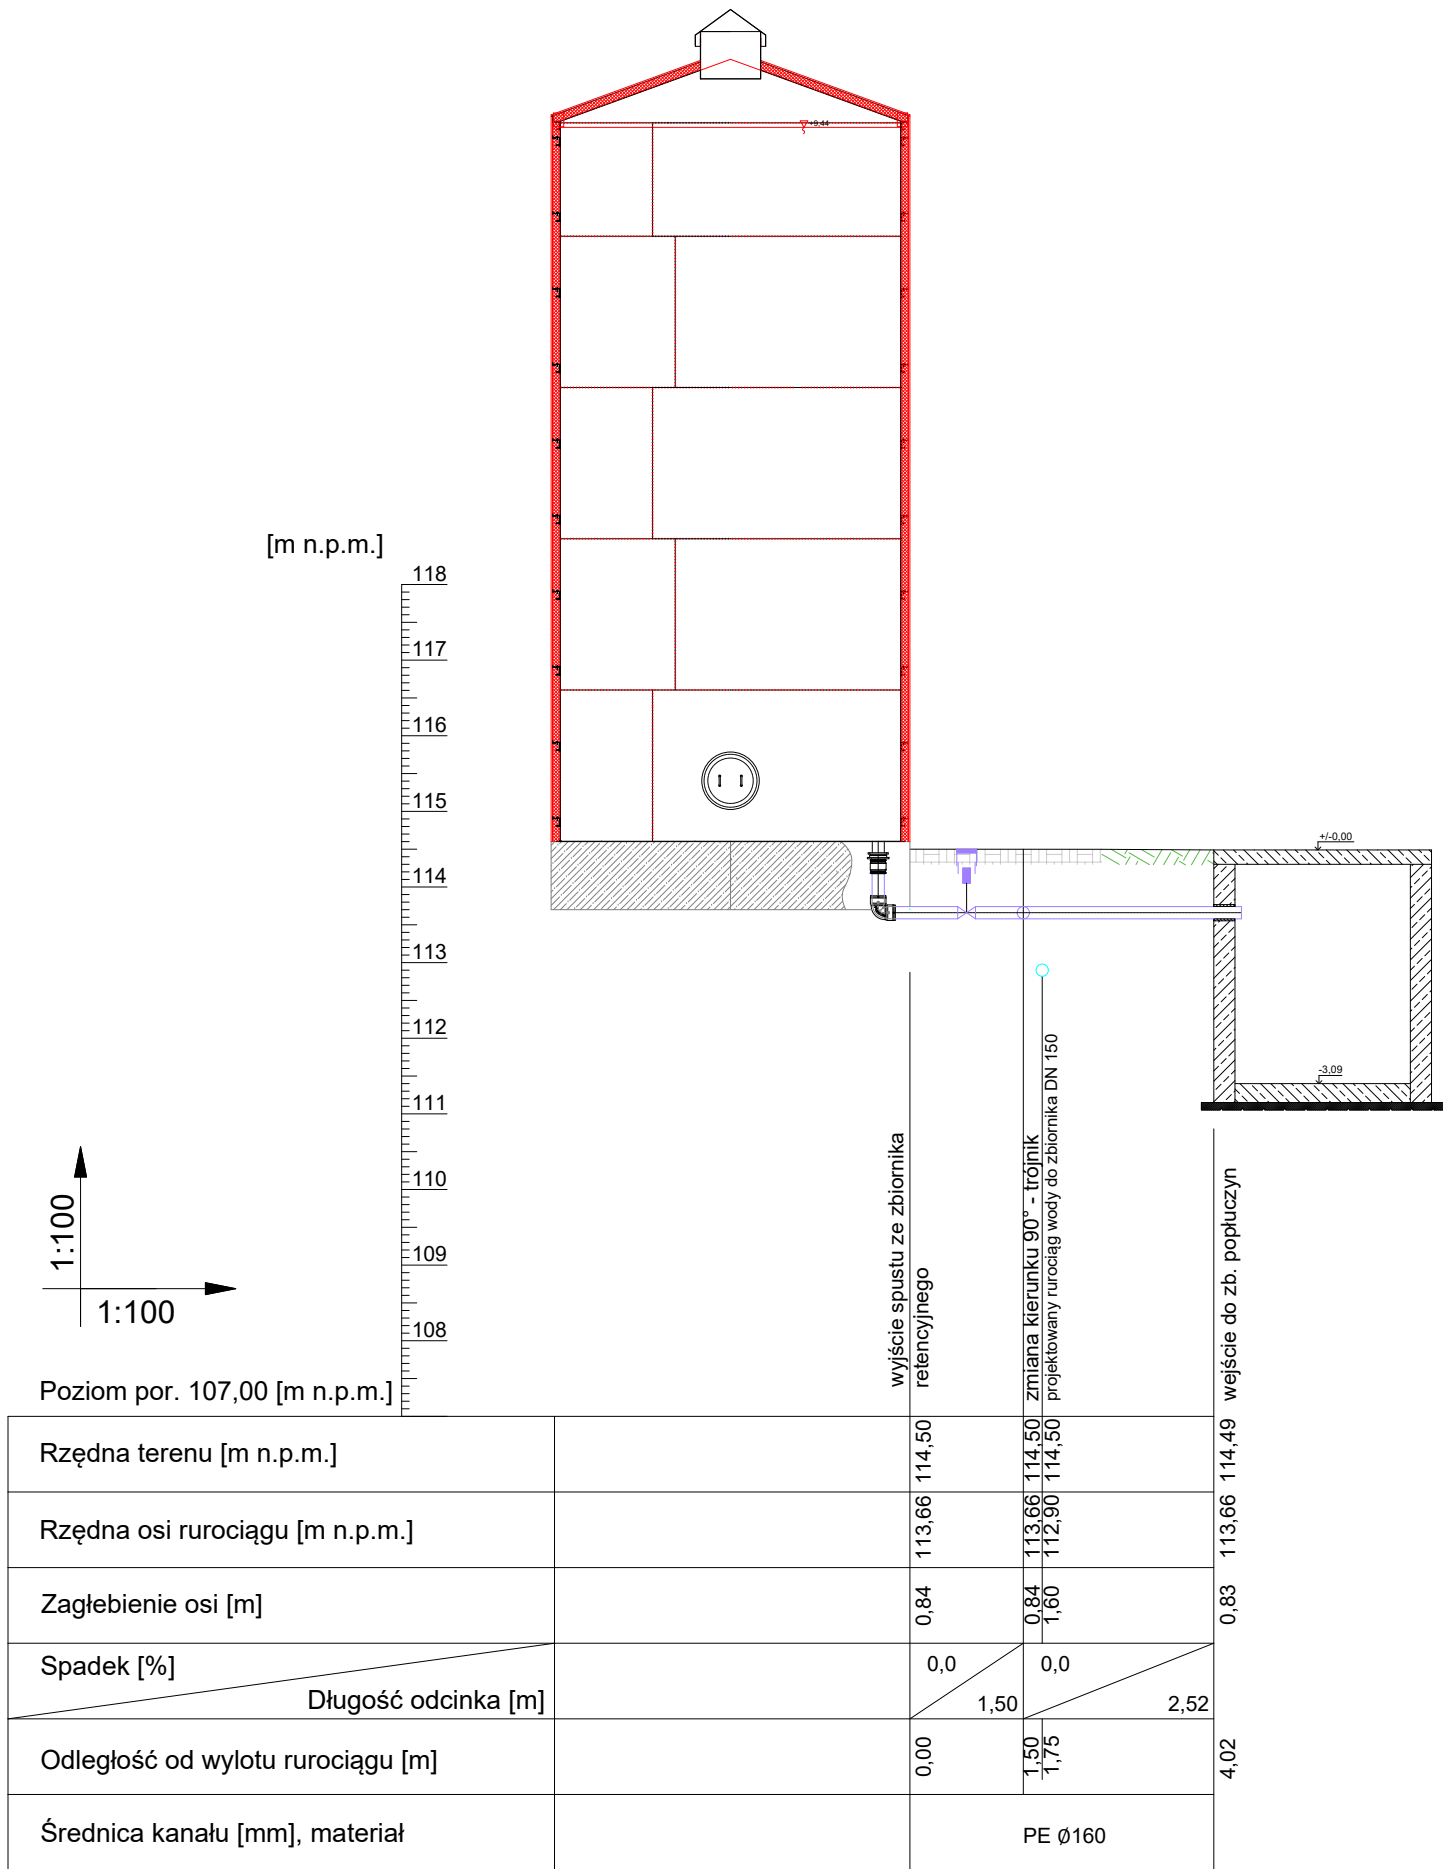 +9,44
[m n.p.m.]
118
117
116
115
114
113
112
111
110
109
108
+/-0,00
-3,09
1:100
1:100
wyjście spustu ze zbiornika
retencyjnego
zmiana kierunku 90° - trójnik
projektowany rurociąg wody do zbiornika DN 150
wejście do zb. popłuczyn
Poziom por. 107,00 [m n.p.m.]
Rzędna terenu [m n.p.m.]
114,50
114,50
114,50
114,49
Rzędna osi rurociągu [m n.p.m.]
113,66
113,66
112,90
113,66
Zagłebienie osi [m]
0,84
0,84
1,60
0,83
Spadek [%]
0,0
0,0
Długość odcinka [m]
1,50
2,52
Odległość od wylotu rurociągu [m]
0,00
1,50
1,75
4,02
Średnica kanału [mm], materiał
PE Ø160